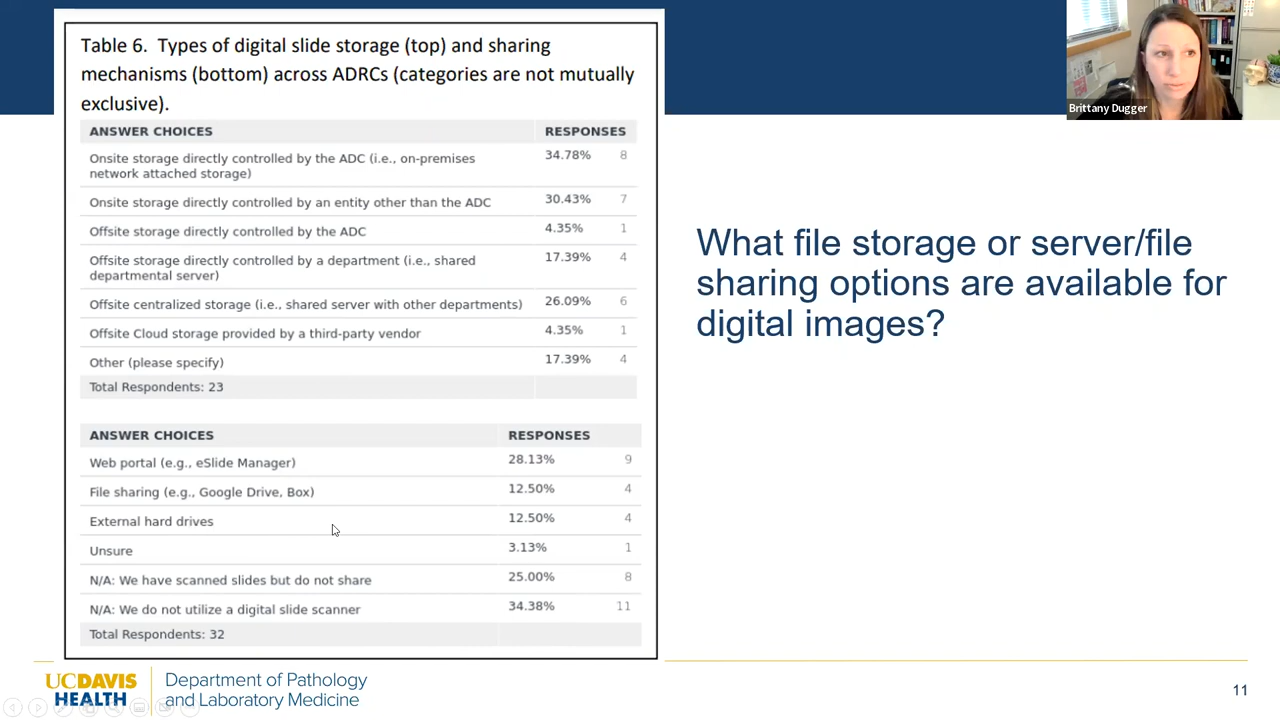 Table 6. Types of digital slide storage (top) and sharing
mechanisms (bottom) across ADRCs (categories are not mutually
exclusive).
ANSWER CHOICES RESPONSES
Onsite storage directly controlled by the ADC (i.e., on-premises
network attached storage) 34.78% 8
Onsite storage directly controlled by an entity other than the ADC 30.43% 7
Offsite storage directly controlled by the ADC 4.35% 1
Offsite storage directly controlled by a department (i.e., shared
departmental server) 17.39% 4
Offsite centralized storage (i.e., shared server with other departments) 26.09% 6
Offsite Cloud storage provided by a third-party vendor 4.35% 1
Other (please specify) 17.39% 4
Total Respondents: 23
ANSWER CHOICES RESPONSES
Web portal (e.g., eSlide Manager) 28.13% 9
File sharing (e.g., Google Drive, Box) 12.50% 4
External hard drives 12.50% 4
Unsure 3.13% 1
N/A: We have scanned slides but do not share 25.00% 8
N/A: We do not utilize a digital slide scanner 34.38% 11
Total Respondents: 32
What file storage or server/file
sharing options are available for
digital images?
Brittany Dugger
UCDAVIS
HEALTH
Department of Pathology
and Laboratory Medicine
11